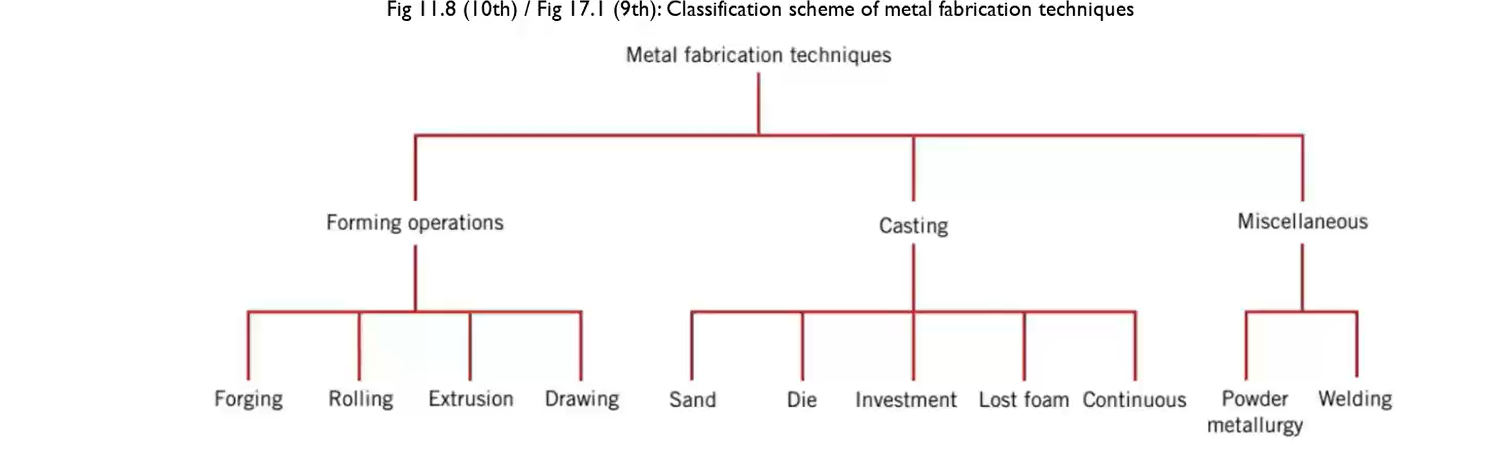 Fig 11.8 (10th) / Fig 17.1 (9th): Classification scheme of metal fabrication techniques
Metal fabrication techniques
Forming operations
Casting
Miscellaneous
Forging
Rolling
Extrusion
Drawing
Sand
Die
Investment
Lost foam
Continuous
Powder
metallurgy
Welding